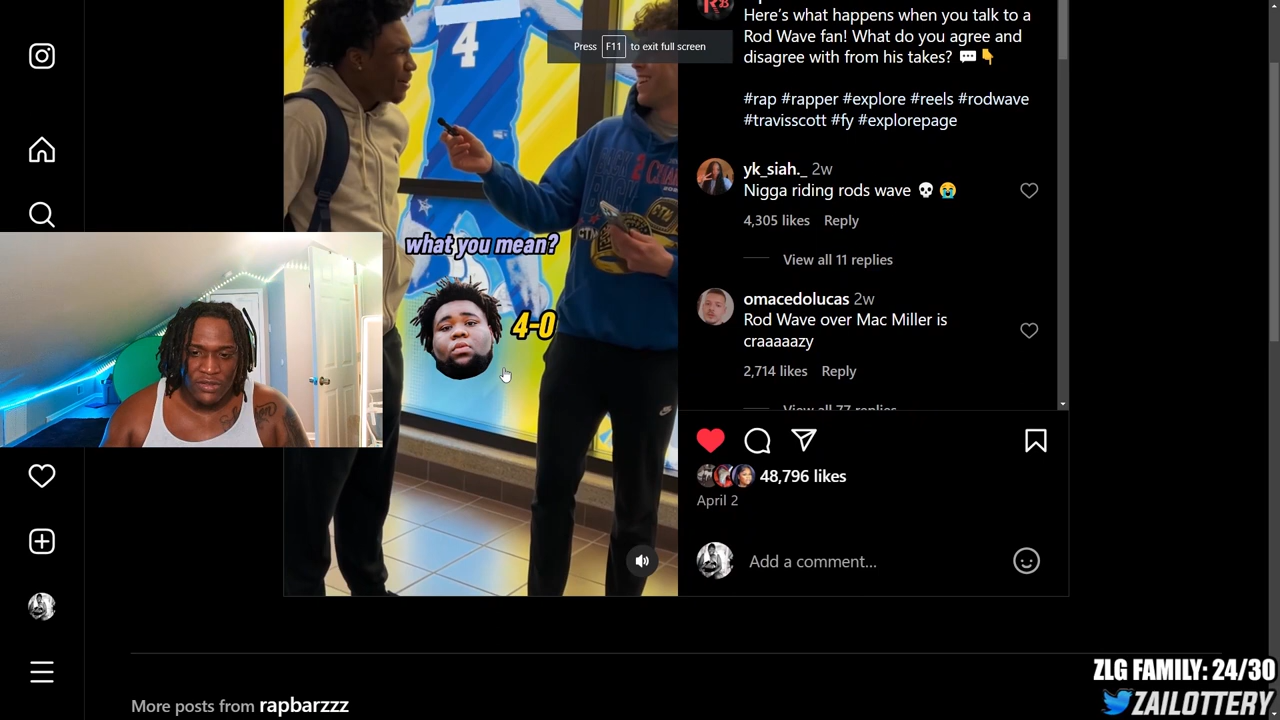 4
Press F11 to exit full screen
Here's what happens when you talk to a
Rod Wave fan! What do you agree and
disagree with from his takes? 💬👇
#rap #rapper #explore #reels #rodwave
#travisscott #fy #explorepage
yk_siah._ 2w
Nigga riding rods wave 💀😭
4,305 likes Reply
View all 11 replies
omacedolucas 2w
Rod Wave over Mac Miller is
craaaaazy
2,714 likes Reply
View all 77 replies
what you mean?
4-0
48,796 likes
April 2
Add a comment...
More posts from rapbarzzz
ZLG FAMILY: 24/30
ZAILOTTERY